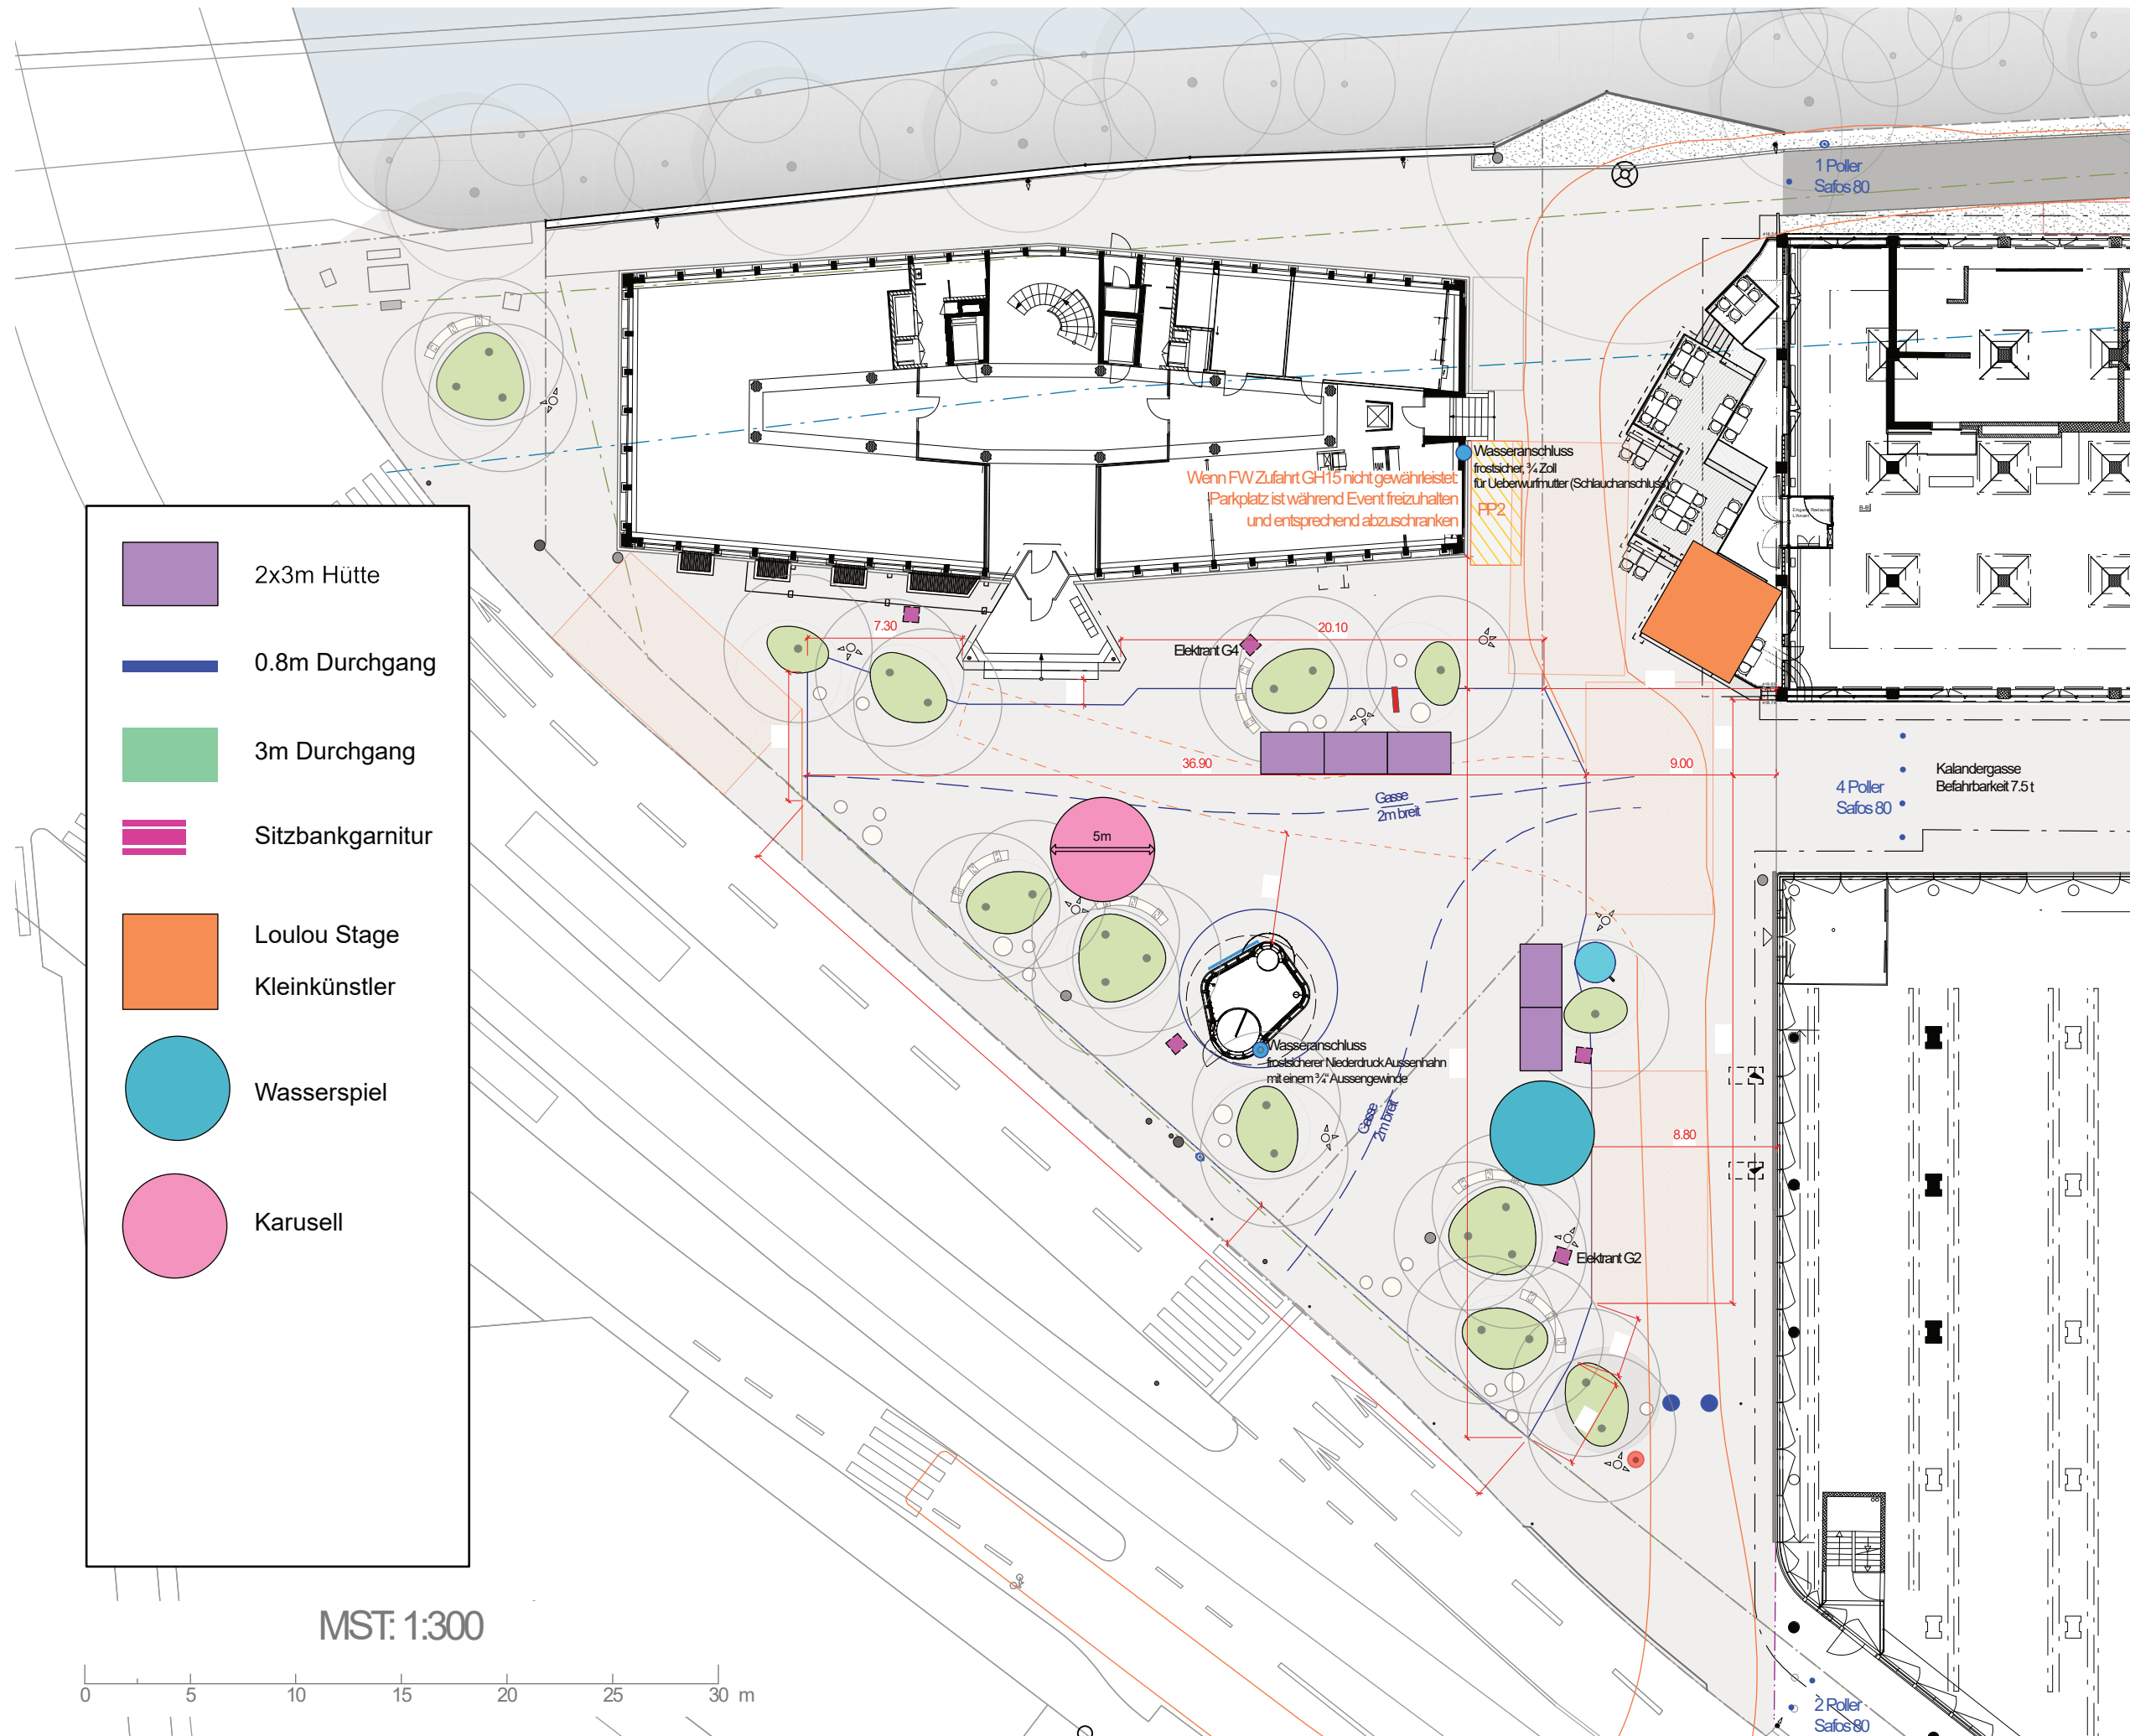 1 Poller
Safos 80
Wasseranschluss
frostsicher, ¾ Zoll
für Ueberwurfmutter (Schlauchanschluss)
Wenn FW Zufahrt GH15 nicht gewährleistet:
Parkplatz ist während Event freizuhalten
und entsprechend abzuschranken
PP2
2x3m Hütte
0.8m Durchgang
3m Durchgang
Sitzbankgarnitur
Loulou Stage
Kleinkünstler
Wasserspiel
Karusell
7.30
20.10
Elektrant G4
36.90
9.00
Gasse
2m breit
4 Poller
Safos 80
Kalandergasse
Befahrbarkeit 7.5 t
5m
Wasseranschluss
frostsicherer Niederdruck Aussenhahn
mit einem ¾" Aussengewinde
Gasse
2m breit
8.80
Elektrant G2
MST: 1:300
0 5 10 15 20 25 30 m
2 Poller
Safos 80